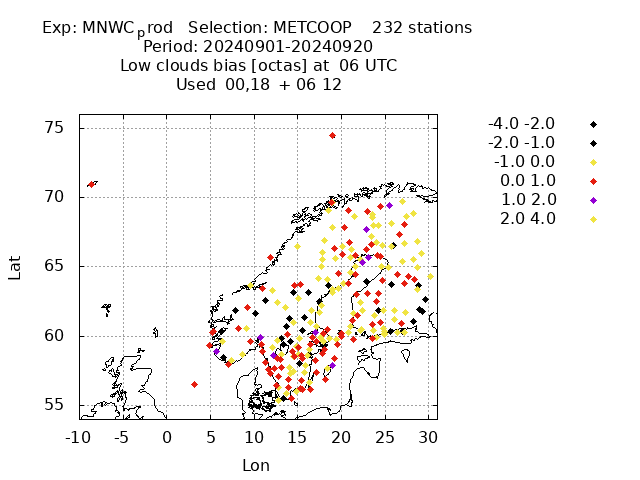 Exp: MNWCprod Selection: METCOOP 232 stations
Period: 20240901-20240920
Low clouds bias [octas] at 06 UTC
Used 00,18 + 06 12
-4.0 -2.0
-2.0 -1.0
-1.0 0.0
0.0 1.0
1.0 2.0
2.0 4.0
75
70
65
60
55
Lat
-10 -5 0 5 10 15 20 25 30
Lon